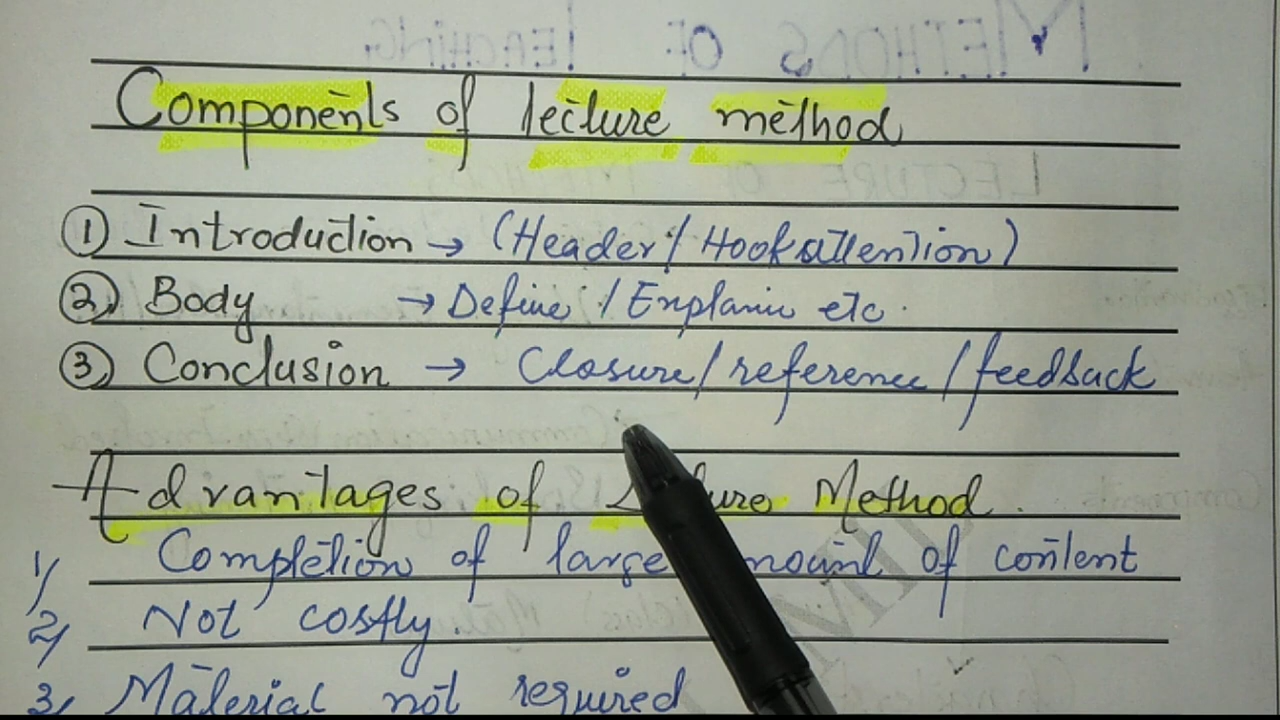 Components of lecture method
① Introduction → (Header / Hook attention)
② Body → Define / Explain etc.
③ Conclusion → Closure / reference / feedback
Advantages of Method.
1/ Completion of large of content
2/ Not costly.
3/ Material not required